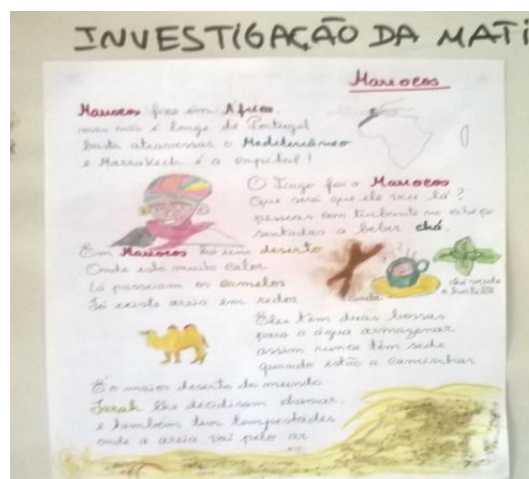 INVESTIGAÇÃO DA MATI
Marrocos
Marrocos fica em África
mas não é longe de Portugal
basta atravessar o Mediterrâneo
e Marrakech é a capital!
O Tiago foi a Marrocos
Que será que ele viu lá?
pessoas com turbante na cabeça
sentadas a beber chá.
Em Marrocos há um deserto
Onde está muito calor
Lá passeiam os camelos
Só existe areia em redor
canela
chá verde
e hortelã
Eles têm duas bossas
para a água armazenar
assim nunca têm sede
quando estão a caminhar
É o maior deserto do mundo
Sarah lhe decidiram chamar.
e também tem tempestades
onde a areia vai pelo ar